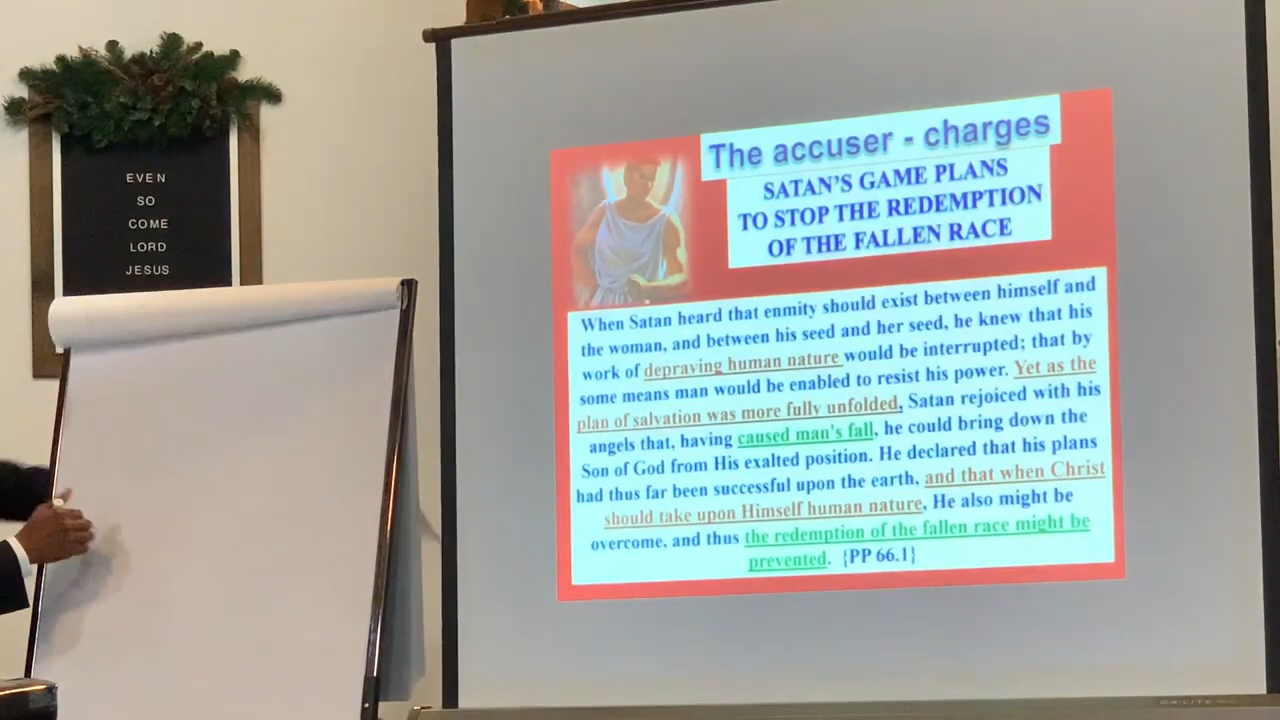 EVEN
SO
COME
LORD
JESUS
The accuser - charges
SATAN'S GAME PLANS
TO STOP THE REDEMPTION
OF THE FALLEN RACE
When Satan heard that enmity should exist between himself and
the woman, and between his seed and her seed, he knew that his
work of depraving human nature would be interrupted; that by
some means man would be enabled to resist his power. Yet as the
plan of salvation was more fully unfolded, Satan rejoiced with his
angels that, having caused man's fall, he could bring down the
Son of God from His exalted position. He declared that his plans
had thus far been successful upon the earth, and that when Christ
should take upon Himself human nature, He also might be
overcome, and thus the redemption of the fallen race might be
prevented. {PP 66.1}
DA-LITE